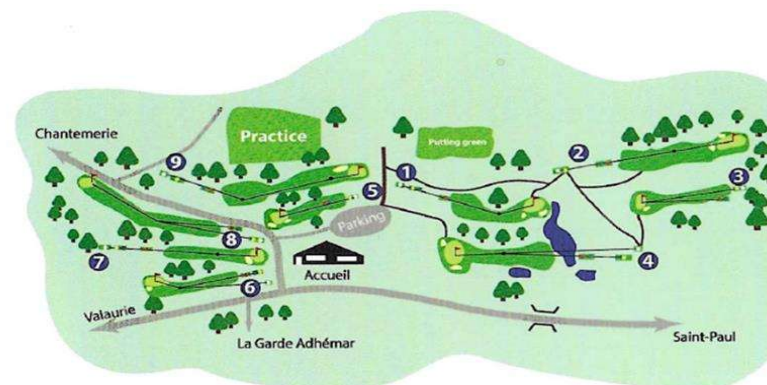 Practice
Putting green
Chantemerie
9
2
1
3
5
Parking
8
7
4
Accueil
6
Valaurie
La Garde Adhémar
Saint-Paul